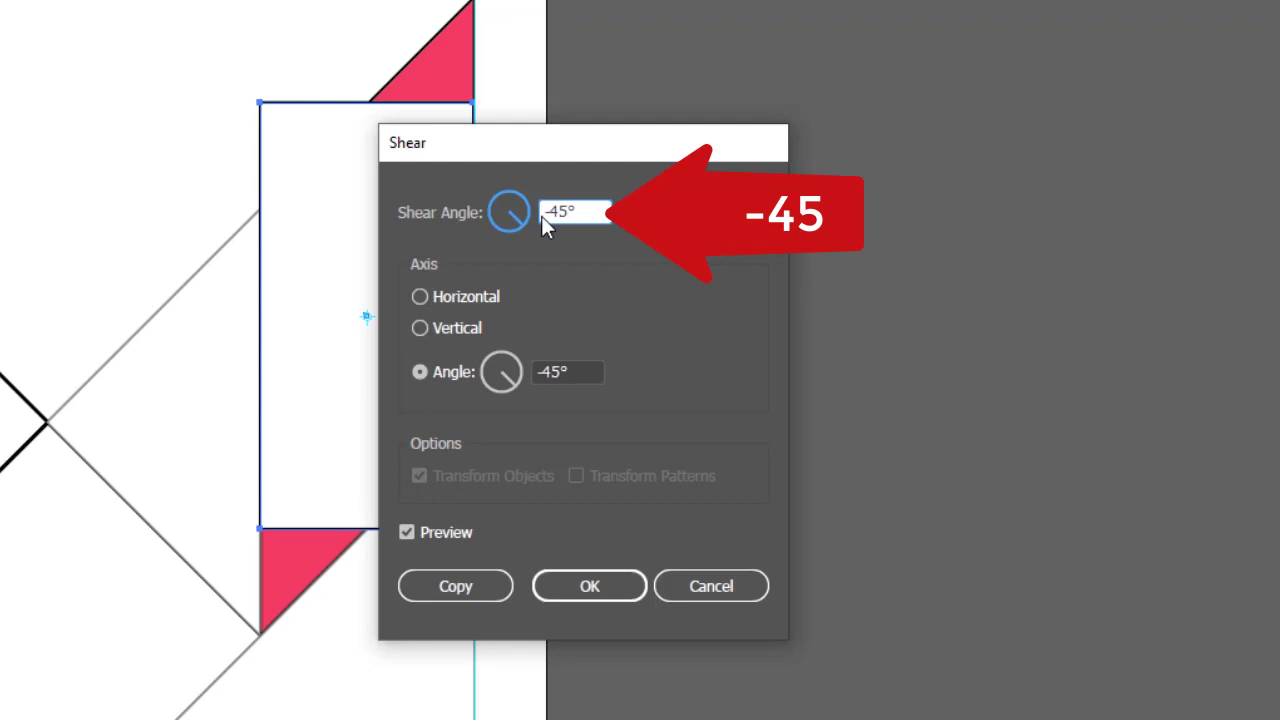 Shear
Shear Angle: -45°
-45
Axis
Horizontal
Vertical
Angle: -45°
Options
Transform Objects Transform Patterns
Preview
Copy OK Cancel